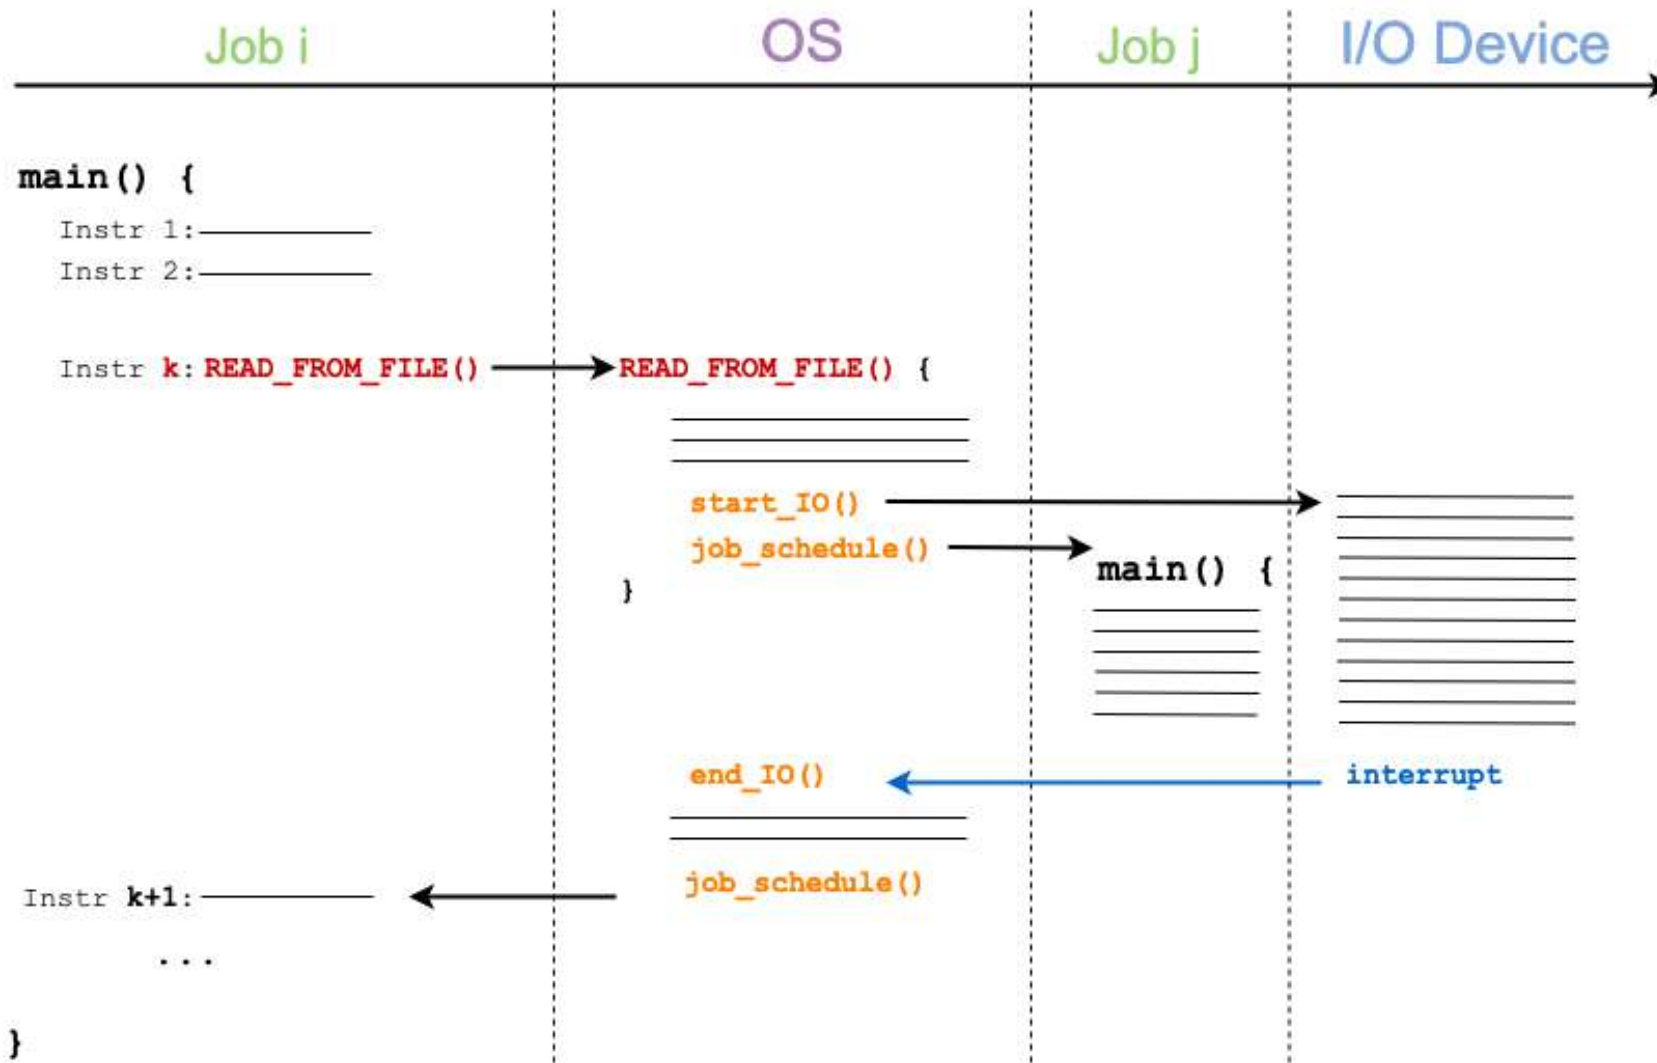 Job i OS Job j I/O Device
main() {
Instr 1:
Instr 2:
Instr k: READ_FROM_FILE() READ_FROM_FILE() {
start_IO()
job_schedule()
main() {
}
end_IO() interrupt
job_schedule()
Instr k+1:
...
}